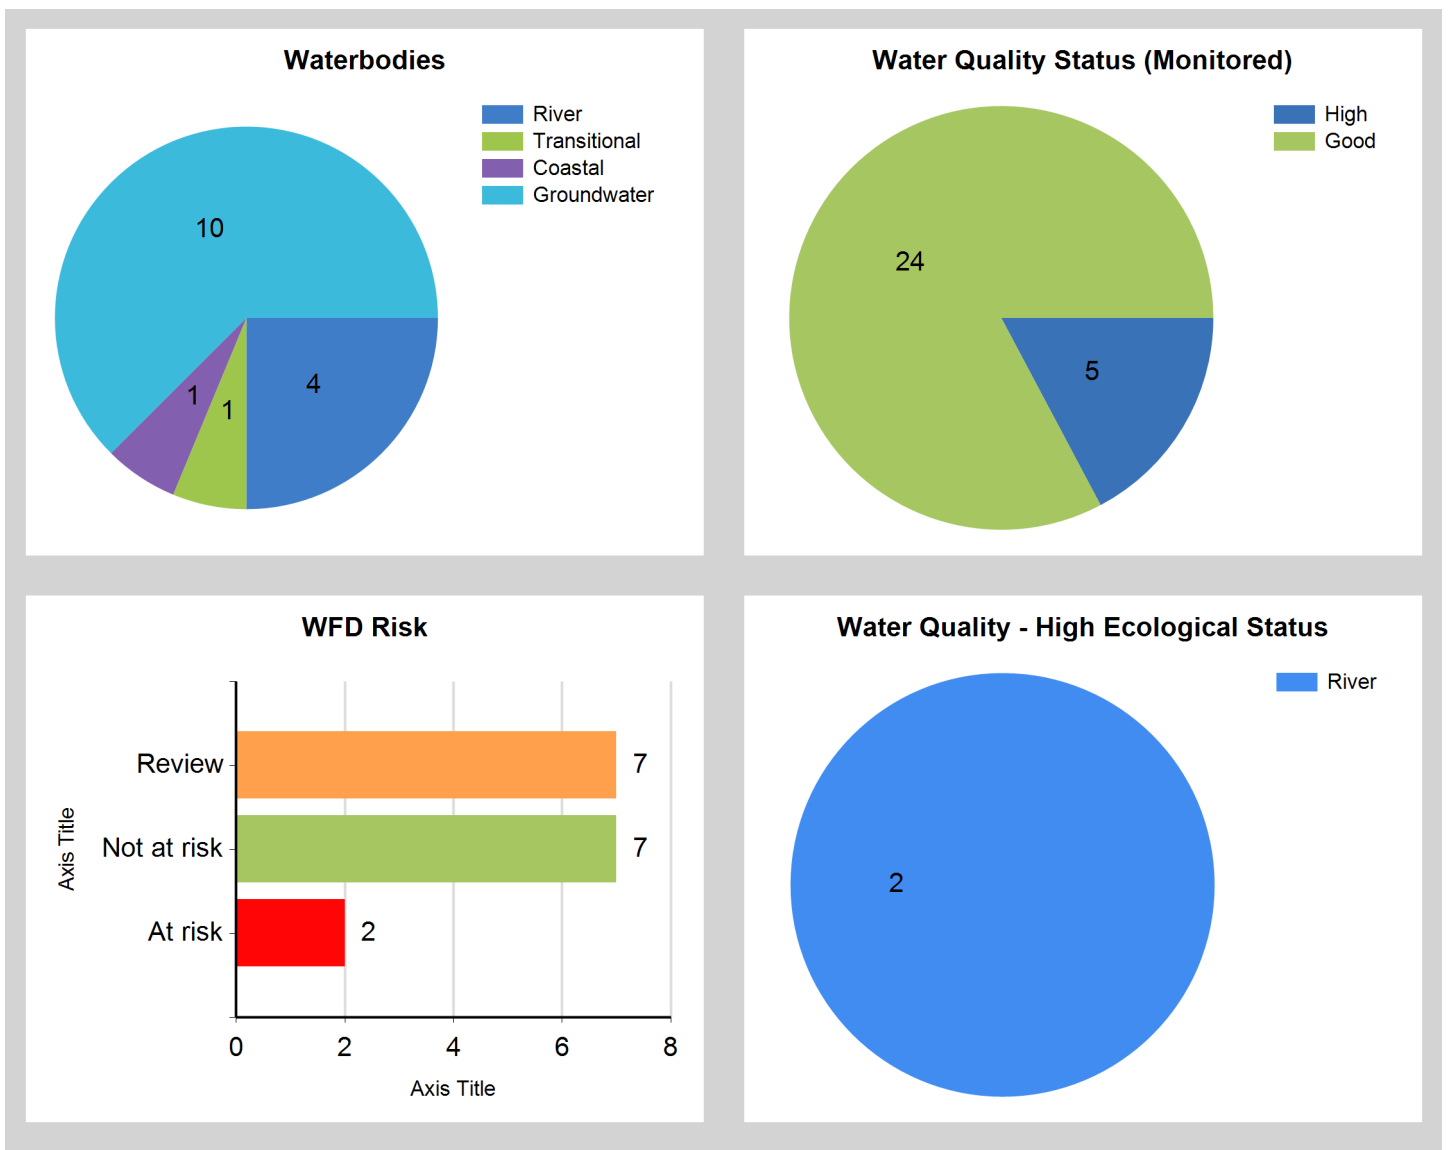 Waterbodies
River
Transitional
Coastal
Groundwater
10
4
1
1
Water Quality Status (Monitored)
High
Good
24
5
WFD Risk
Axis Title
Review
7
Not at risk
7
At risk
2
0 2 4 6 8
Axis Title
Water Quality - High Ecological Status
River
2